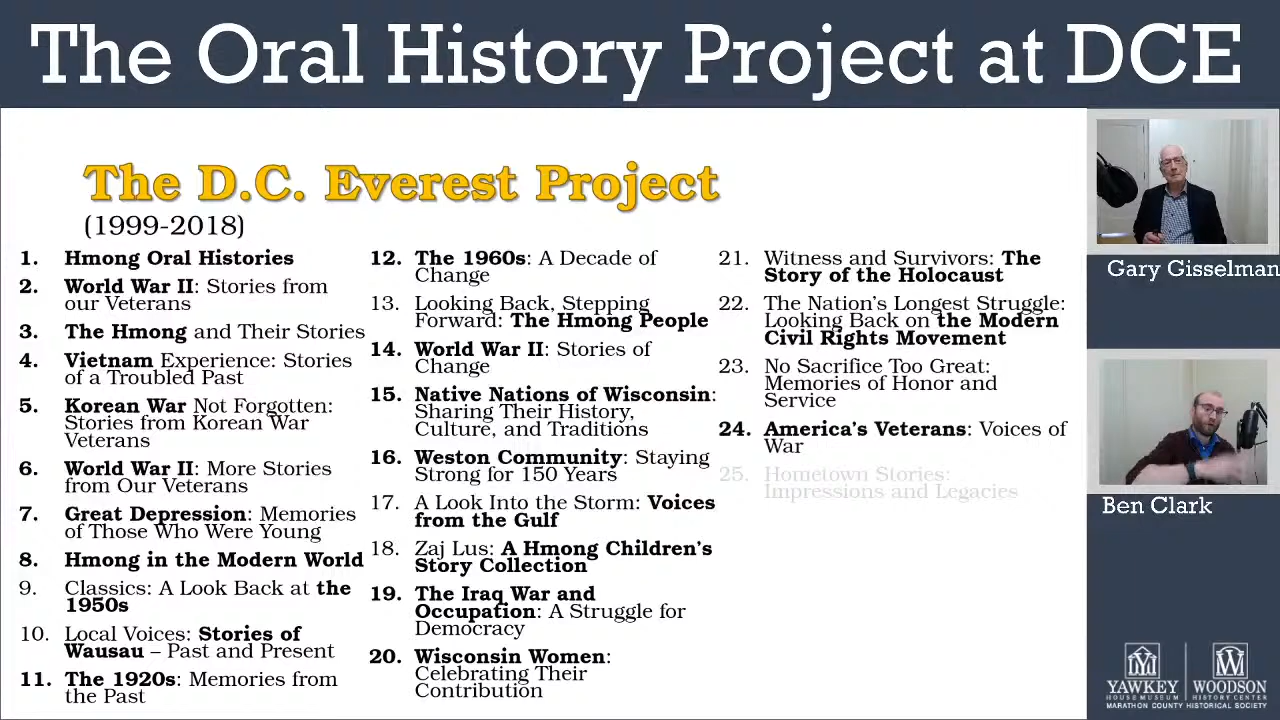 The Oral History Project at DCE
The D.C. Everest Project
(1999-2018)
1. Hmong Oral Histories
2. World War II: Stories from
our Veterans
3. The Hmong and Their Stories
4. Vietnam Experience: Stories
of a Troubled Past
5. Korean War Not Forgotten:
Stories from Korean War
Veterans
6. World War II: More Stories
from Our Veterans
7. Great Depression: Memories
of Those Who Were Young
8. Hmong in the Modern World
9. Classics: A Look Back at the
1950s
10. Local Voices: Stories of
Wausau – Past and Present
11. The 1920s: Memories from
the Past
12. The 1960s: A Decade of
Change
13. Looking Back, Stepping
Forward: The Hmong People
14. World War II: Stories of
Change
15. Native Nations of Wisconsin:
Sharing Their History,
Culture, and Traditions
16. Weston Community: Staying
Strong for 150 Years
17. A Look Into the Storm: Voices
from the Gulf
18. Zaj Lus: A Hmong Children's
Story Collection
19. The Iraq War and
Occupation: A Struggle for
Democracy
20. Wisconsin Women:
Celebrating Their
Contribution
21. Witness and Survivors: The
Story of the Holocaust
22. The Nation's Longest Struggle:
Looking Back on the Modern
Civil Rights Movement
23. No Sacrifice Too Great:
Memories of Honor and
Service
24. America's Veterans: Voices of
War
25. Hometown Stories:
Impressions and Legacies
Gary Gisselman
Ben Clark
YAWKEY
HOUSE MUSEUM
WOODSON
HISTORY CENTER
MARATHON COUNTY HISTORICAL SOCIETY